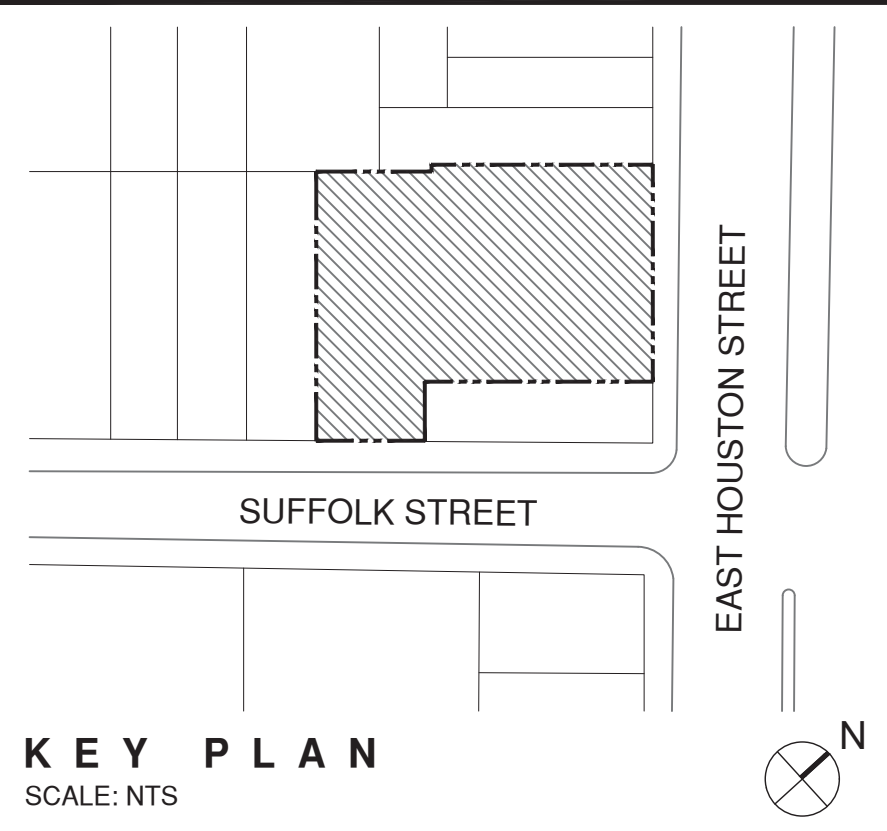 EAST HOUSTON STREET
SUFFOLK STREET
KEY PLAN
SCALE: NTS
N